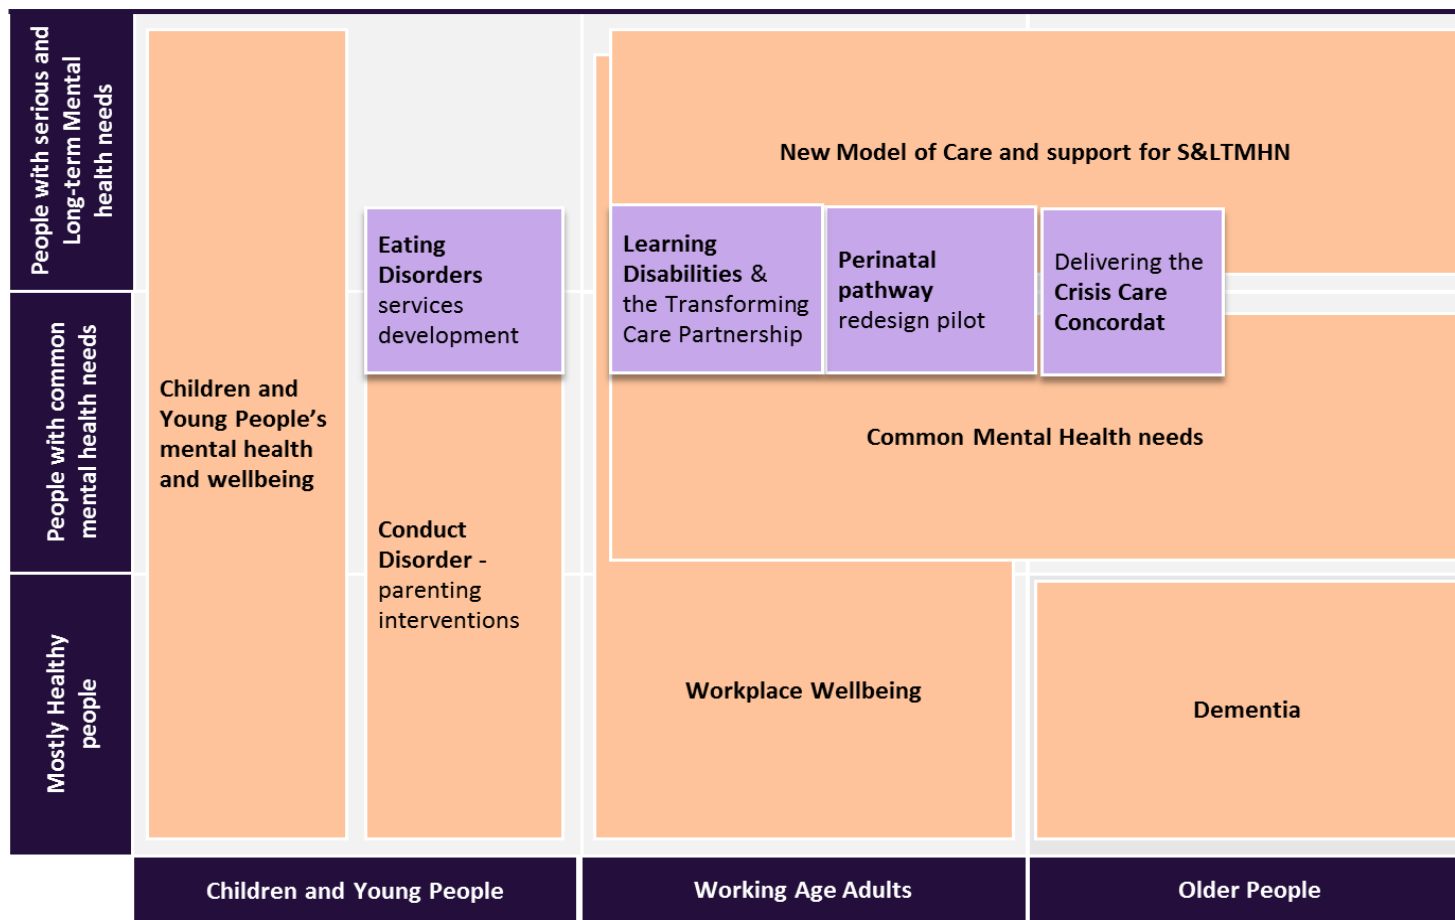 People with serious and
Long-term Mental
health needs
New Model of Care and support for S&LTMHN
Eating
Disorders
services
development
Learning
Disabilities &
the Transforming
Care Partnership
Perinatal
pathway
redesign pilot
Delivering the
Crisis Care
Concordat
People with common
mental health needs
Children and
Young People’s
mental health
and wellbeing
Common Mental Health needs
Conduct
Disorder -
parenting
interventions
Mostly Healthy
people
Workplace Wellbeing
Dementia
Children and Young People
Working Age Adults
Older People